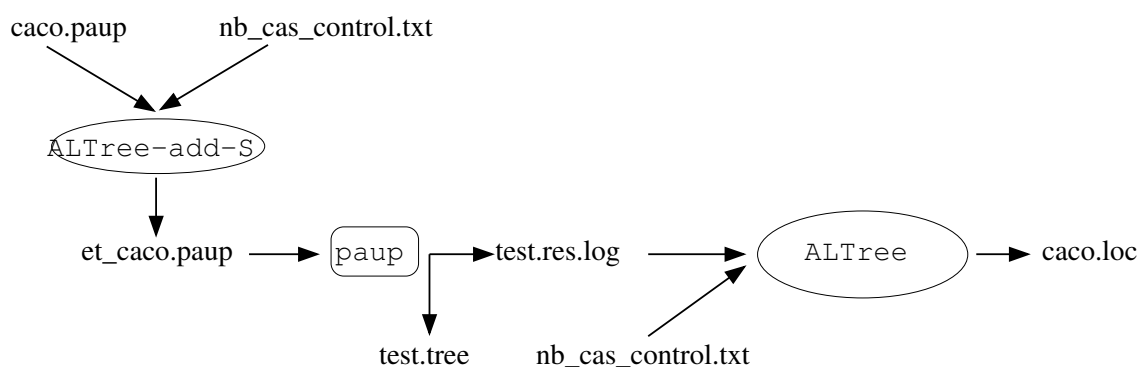 caco.paup
nb_cas_control.txt
ALTree-add-S
et_caco.paup
paup
test.res.log
ALTree
caco.loc
test.tree
nb_cas_control.txt